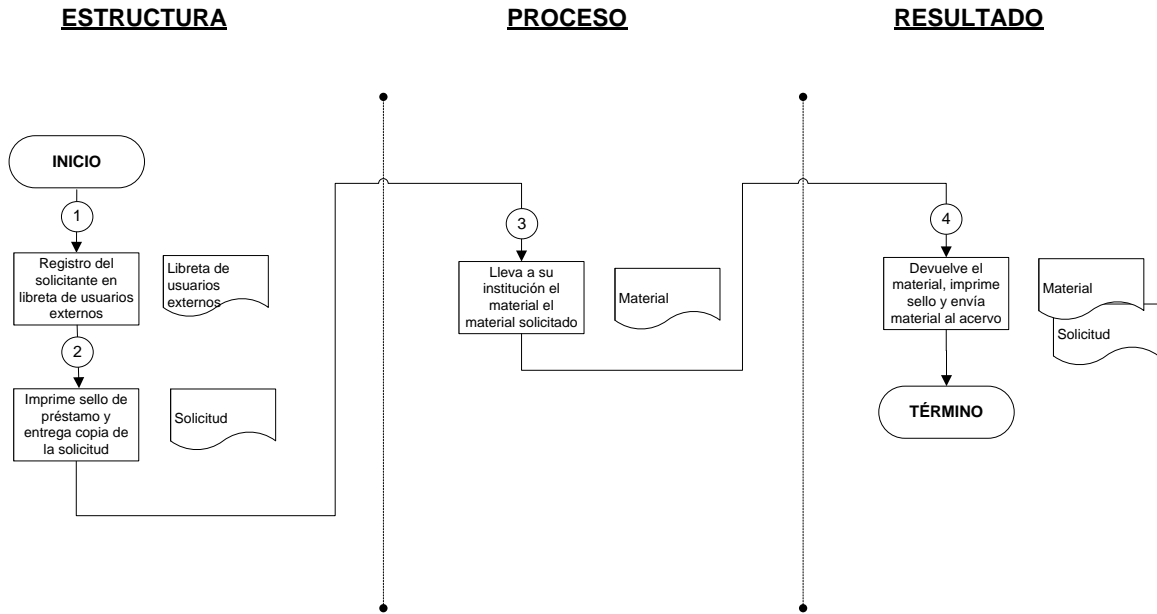 ESTRUCTURA
PROCESO
RESULTADO
INICIO
1
Registro del
solicitante en
libreta de usuarios
externos
Libreta de
usuarios
externos
2
Imprime sello de
préstamo y
entrega copia de
la solicitud
Solicitud
3
Lleva a su
institución el
material el
material solicitado
Material
4
Devuelve el
material, imprime
sello y envía
material al acervo
Material
Solicitud
TÉRMINO